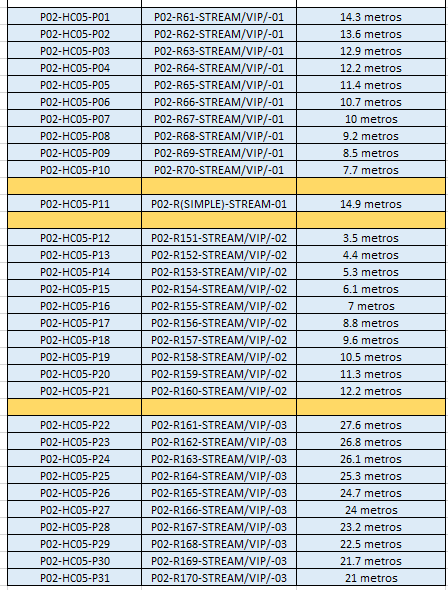 P02-HC05-P01 P02-R61-STREAM/VIP/-01 14.3 metros
P02-HC05-P02 P02-R62-STREAM/VIP/-01 13.6 metros
P02-HC05-P03 P02-R63-STREAM/VIP/-01 12.9 metros
P02-HC05-P04 P02-R64-STREAM/VIP/-01 12.2 metros
P02-HC05-P05 P02-R65-STREAM/VIP/-01 11.4 metros
P02-HC05-P06 P02-R66-STREAM/VIP/-01 10.7 metros
P02-HC05-P07 P02-R67-STREAM/VIP/-01 10 metros
P02-HC05-P08 P02-R68-STREAM/VIP/-01 9.2 metros
P02-HC05-P09 P02-R69-STREAM/VIP/-01 8.5 metros
P02-HC05-P10 P02-R70-STREAM/VIP/-01 7.7 metros
P02-HC05-P11 P02-R(SIMPLE)-STREAM-01 14.9 metros
P02-HC05-P12 P02-R151-STREAM/VIP/-02 3.5 metros
P02-HC05-P13 P02-R152-STREAM/VIP/-02 4.4 metros
P02-HC05-P14 P02-R153-STREAM/VIP/-02 5.3 metros
P02-HC05-P15 P02-R154-STREAM/VIP/-02 6.1 metros
P02-HC05-P16 P02-R155-STREAM/VIP/-02 7 metros
P02-HC05-P17 P02-R156-STREAM/VIP/-02 8.8 metros
P02-HC05-P18 P02-R157-STREAM/VIP/-02 9.6 metros
P02-HC05-P19 P02-R158-STREAM/VIP/-02 10.5 metros
P02-HC05-P20 P02-R159-STREAM/VIP/-02 11.3 metros
P02-HC05-P21 P02-R160-STREAM/VIP/-02 12.2 metros
P02-HC05-P22 P02-R161-STREAM/VIP/-03 27.6 metros
P02-HC05-P23 P02-R162-STREAM/VIP/-03 26.8 metros
P02-HC05-P24 P02-R163-STREAM/VIP/-03 26.1 metros
P02-HC05-P25 P02-R164-STREAM/VIP/-03 25.3 metros
P02-HC05-P26 P02-R165-STREAM/VIP/-03 24.7 metros
P02-HC05-P27 P02-R166-STREAM/VIP/-03 24 metros
P02-HC05-P28 P02-R167-STREAM/VIP/-03 23.2 metros
P02-HC05-P29 P02-R168-STREAM/VIP/-03 22.5 metros
P02-HC05-P30 P02-R169-STREAM/VIP/-03 21.7 metros
P02-HC05-P31 P02-R170-STREAM/VIP/-03 21 metros